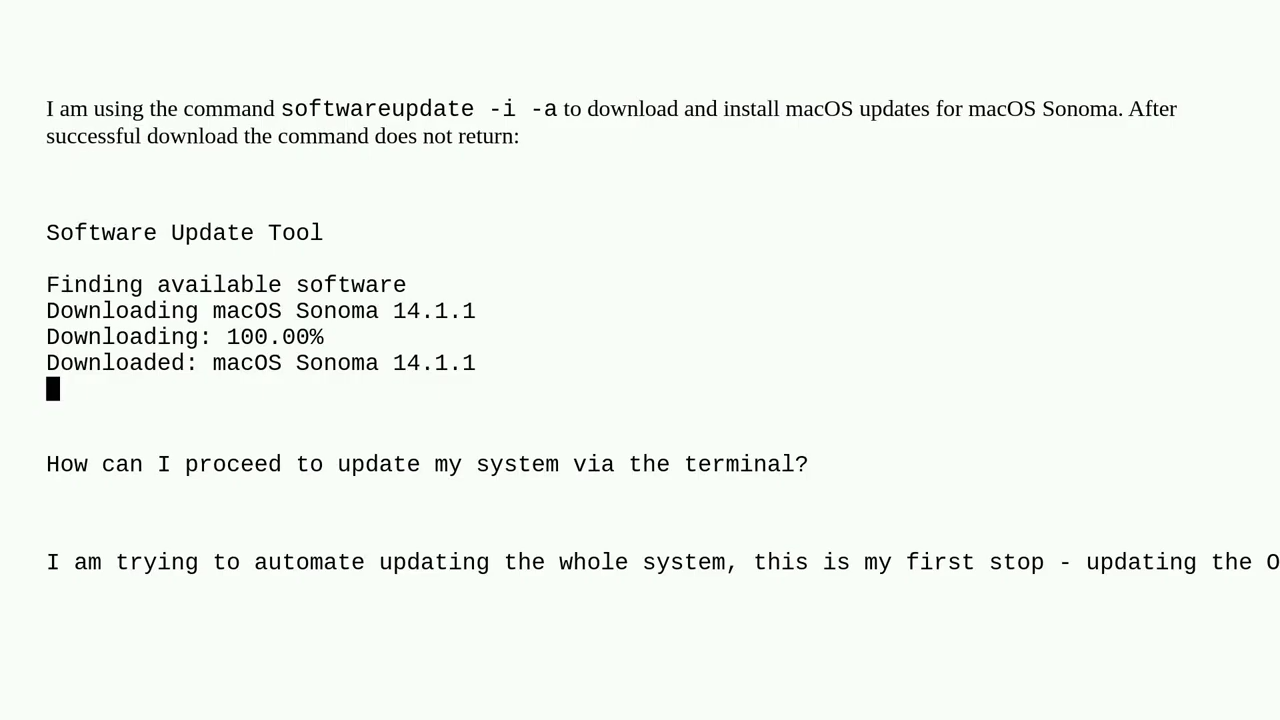 I am using the command softwareupdate -i -a to download and install macOS updates for macOS Sonoma. After
successful download the command does not return:
Software Update Tool
Finding available software
Downloading macOS Sonoma 14.1.1
Downloading: 100.00%
Downloaded: macOS Sonoma 14.1.1
How can I proceed to update my system via the terminal?
I am trying to automate updating the whole system, this is my first stop - updating the O